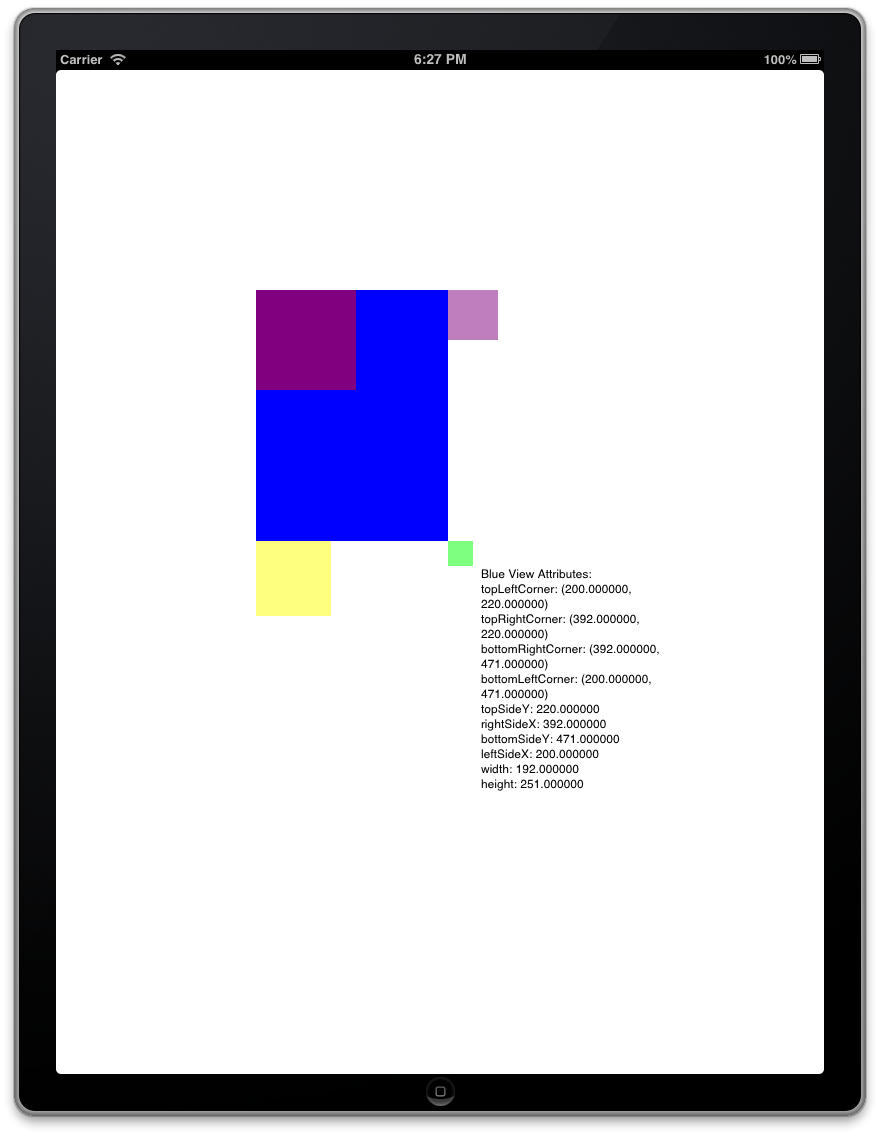 Carrier 6:27 PM 100%
Blue View Attributes:
topLeftCorner: (200.000000,
220.000000)
topRightCorner: (392.000000,
220.000000)
bottomRightCorner: (392.000000,
471.000000)
bottomLeftCorner: (200.000000,
471.000000)
topSideY: 220.000000
rightSideX: 392.000000
bottomSideY: 471.000000
leftSideX: 200.000000
width: 192.000000
height: 251.000000